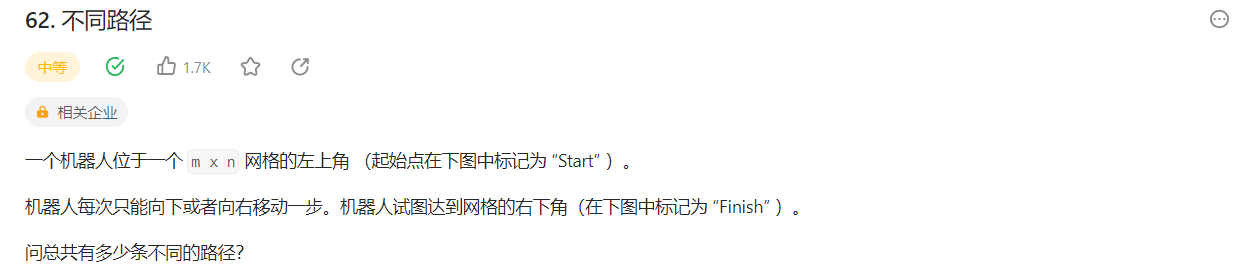 62. 不同路径
中等 1.7K
相关企业
一个机器人位于一个 m x n 网格的左上角 （起始点在下图中标记为 “Start” ）。
机器人每次只能向下或者向右移动一步。机器人试图达到网格的右下角（在下图中标记为 “Finish” ）。
问总共有多少条不同的路径？